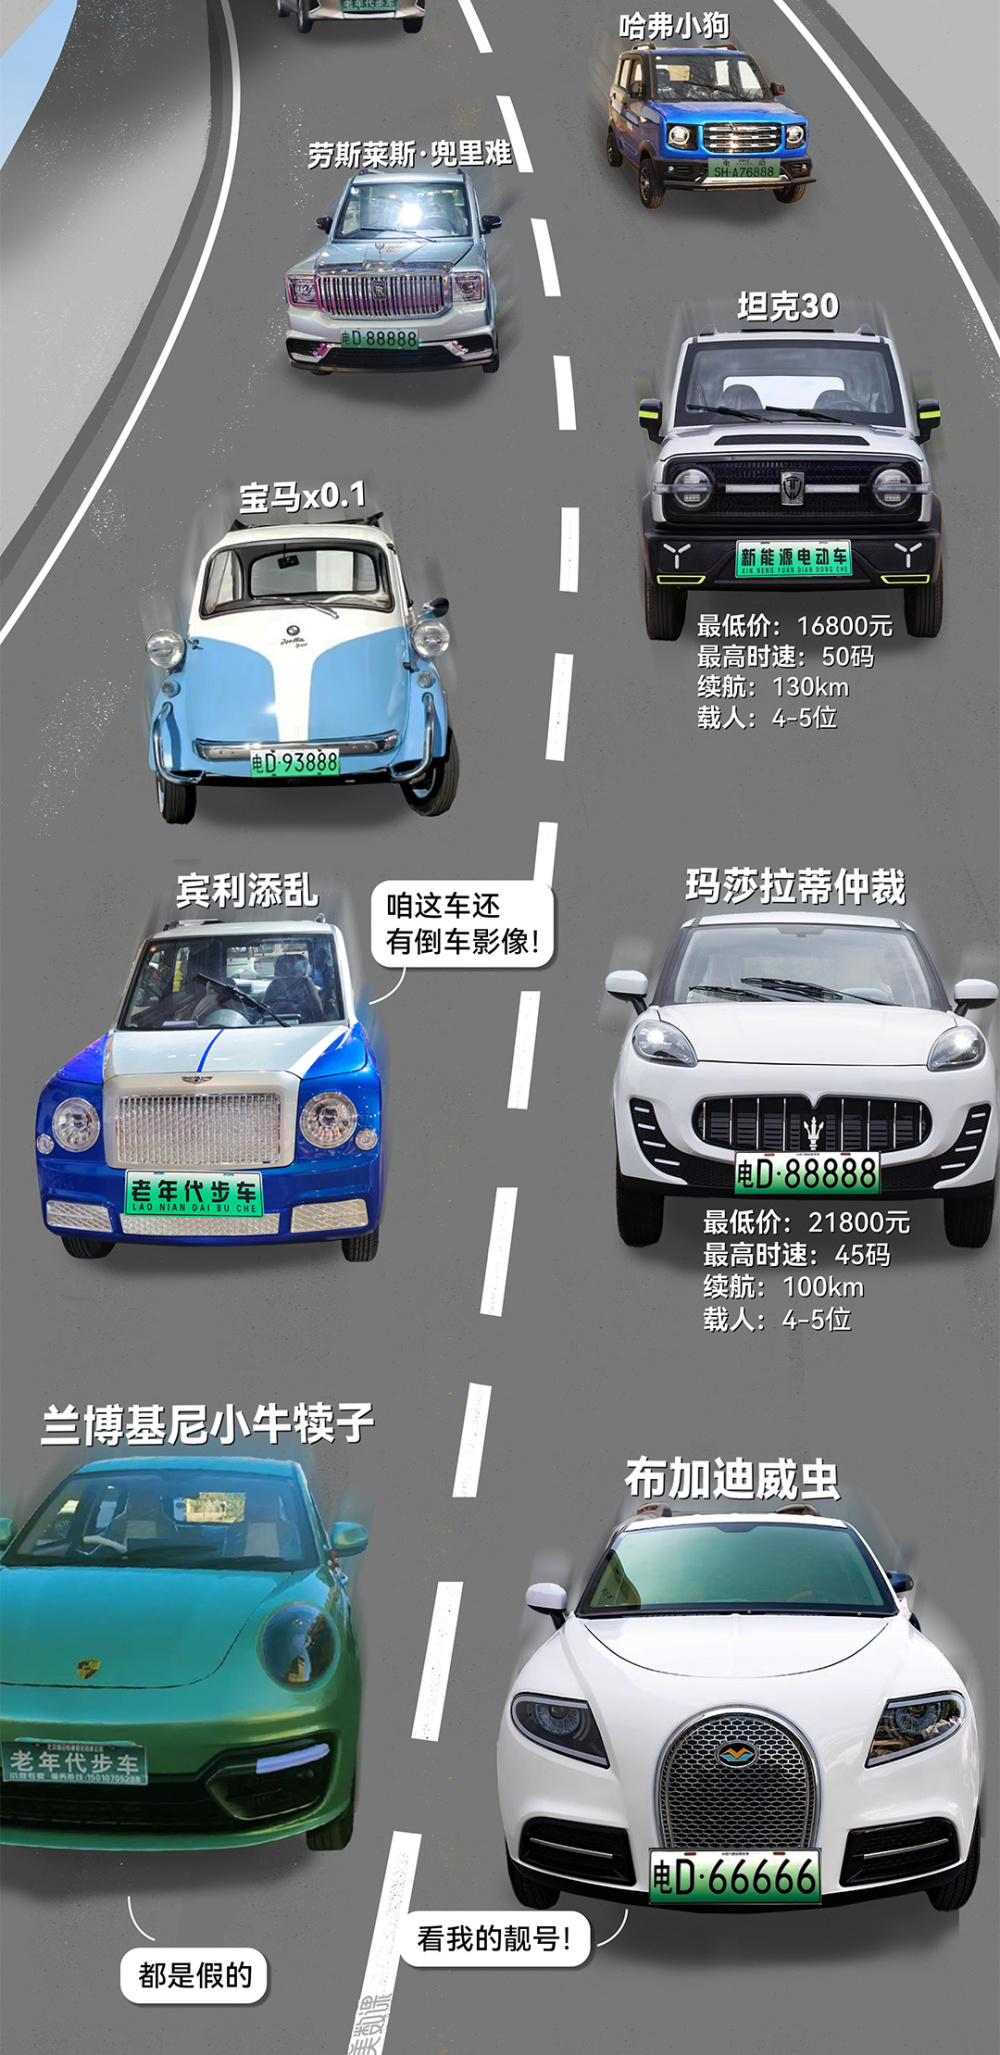 老年代步车
哈弗小狗
电 动
SH·A76888
劳斯莱斯·兜里难
电D·88888
坦克30
新能源电动车
XIN NENG YUAN DIAN DONG CHE
最低价：16800元
最高时速：50码
续航：130km
载人：4-5位
宝马x0.1
Isetta
300
电D·93888
宾利添乱
咱这车还
有倒车影像!
老年代步车
LAO NIAN DAI BU CHE
玛莎拉蒂仲裁
电D·88888
最低价：21800元
最高时速：45码
续航：100km
载人：4-5位
兰博基尼小牛犊子
老年代步车
都是假的
布加迪威虫
电D·66666
看我的靓号!
美数课